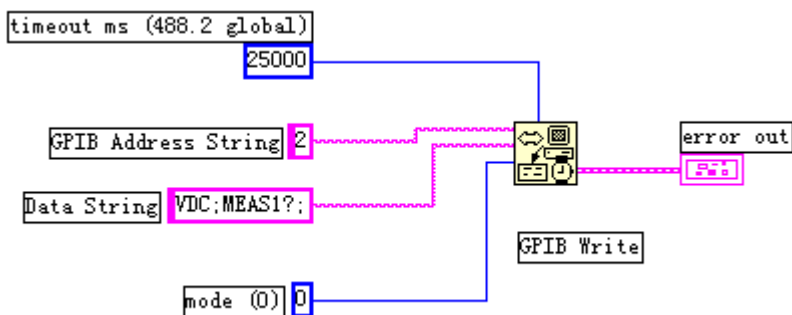 timeout ms (488.2 global)
25000
GPIB Address String 2
error out
Data String VDC;MEAS1?;
GPIB Write
mode (0) 0